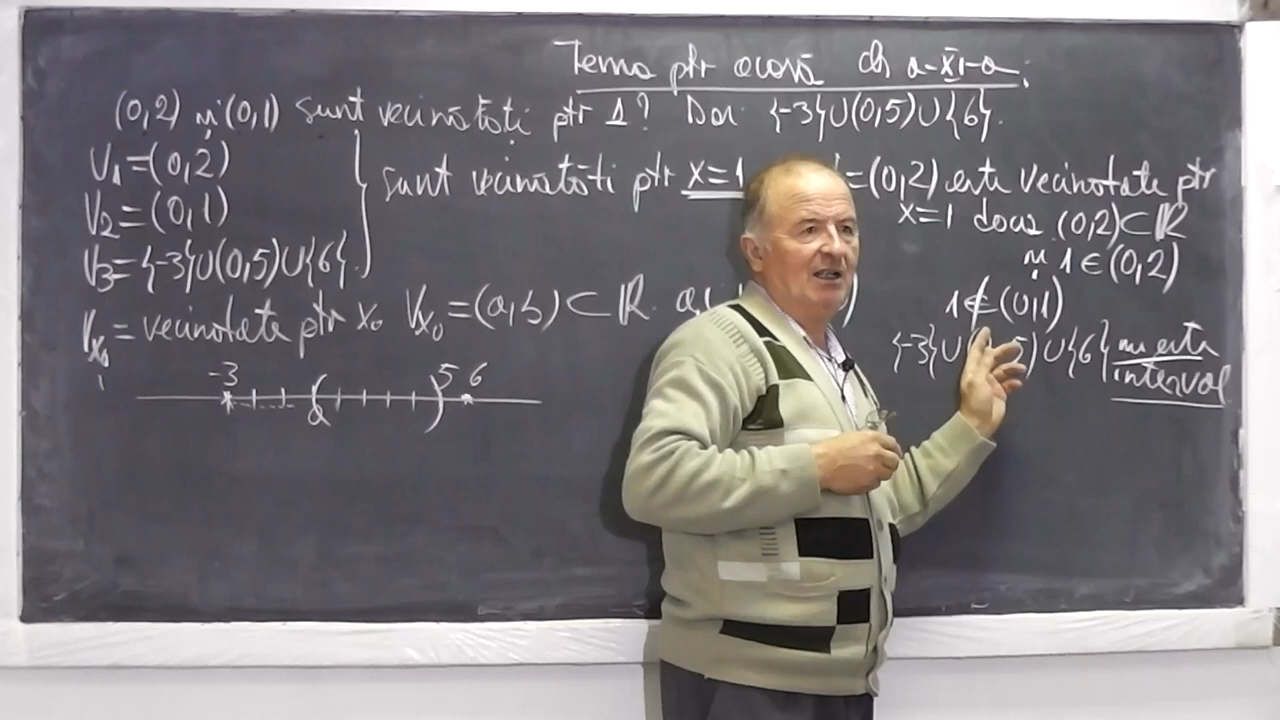 Tema ptr acasă cls a-XI-a
(0,2) și (0,1) sunt vecinătăți ptr 1? Dar {-3}∪(0,5)∪{6}.
V1=(0,2)
V2=(0,1)
V3={-3}∪(0,5)∪{6}.
sunt vecinătăți ptr x=1
=(0,2) este vecinătate ptr
x=1 doar (0,2)⊂ℝ
și 1∈(0,2)
1∉(0,1)
{-3}∪(0,5)∪{6} nu este
interval
Vx0 = vecinătate ptr x0 Vx0=(a,b)⊂ℝ.
-3 0 5 6